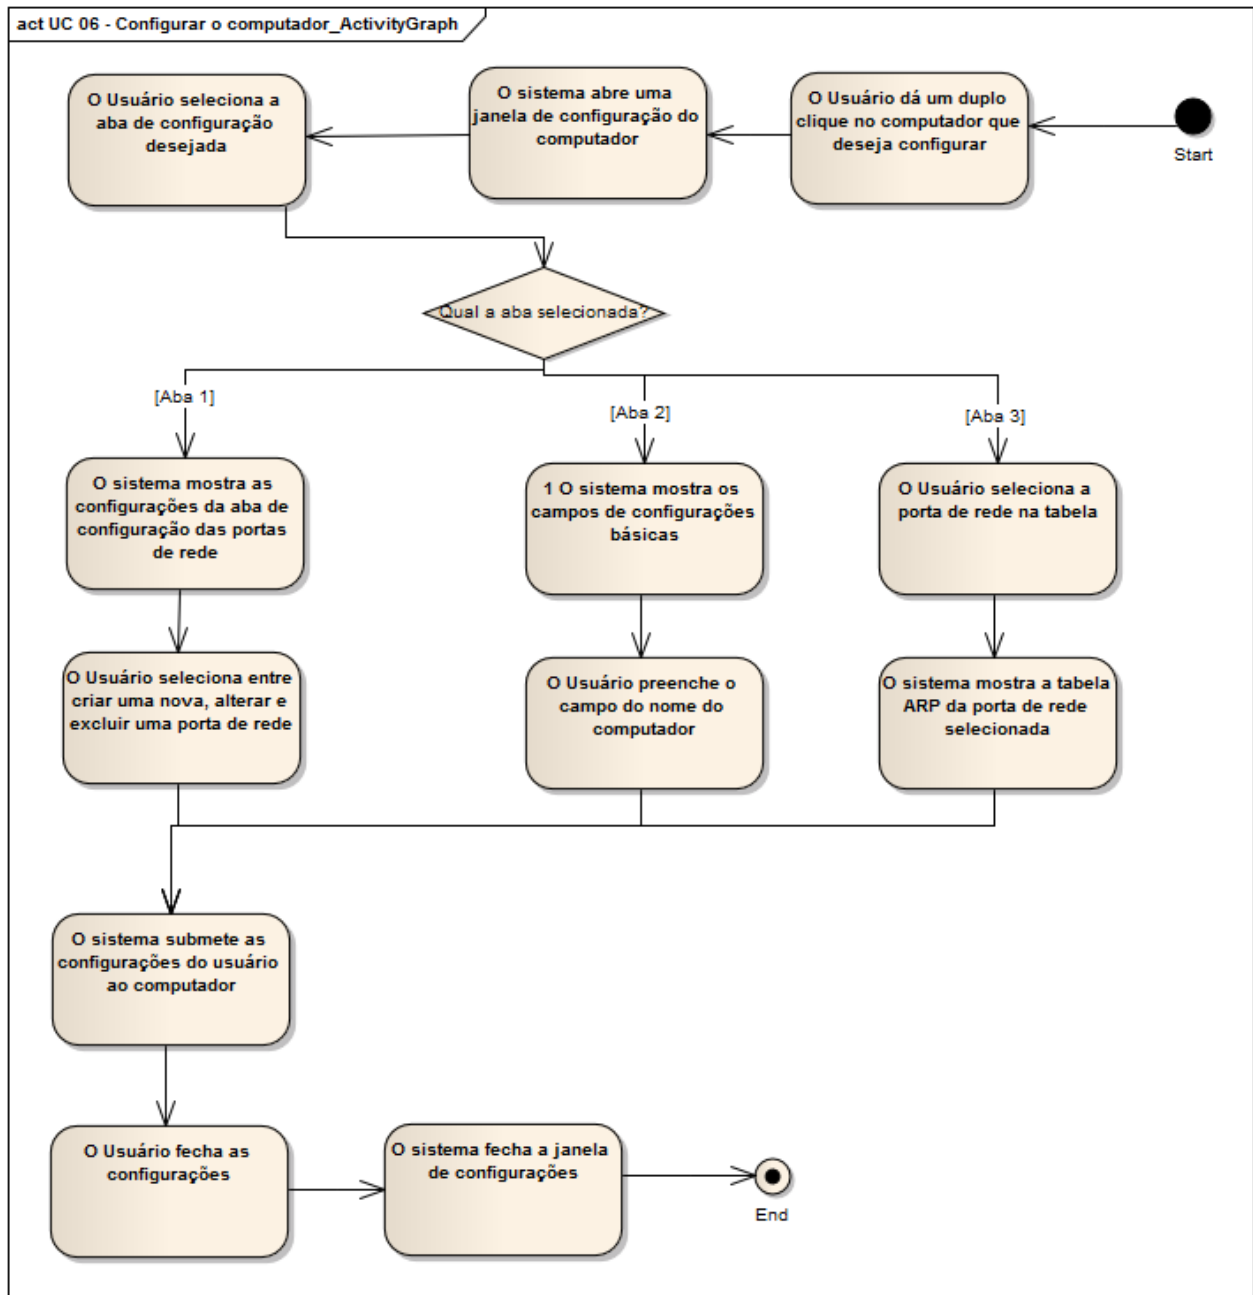 act UC 06 - Configurar o computador_ActivityGraph
Start
O Usuário dá um duplo
clique no computador que
deseja configurar
O sistema abre uma
janela de configuração do
computador
O Usuário seleciona a
aba de configuração
desejada
Qual a aba selecionada?
[Aba 1]
[Aba 2]
[Aba 3]
O sistema mostra as
configurações da aba de
configuração das portas
de rede
1 O sistema mostra os
campos de configurações
básicas
O Usuário seleciona a
porta de rede na tabela
O Usuário seleciona entre
criar uma nova, alterar e
excluir uma porta de rede
O Usuário preenche o
campo do nome do
computador
O sistema mostra a tabela
ARP da porta de rede
selecionada
O sistema submete as
configurações do usuário
ao computador
O Usuário fecha as
configurações
O sistema fecha a janela
de configurações
End